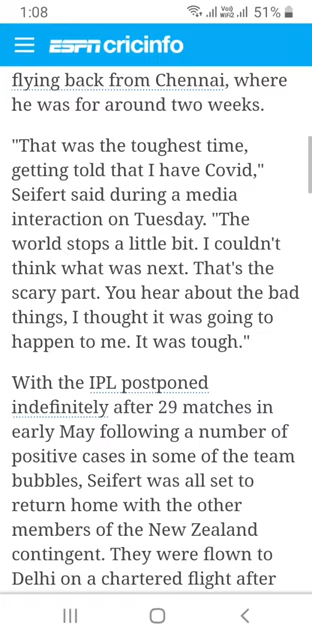 1:08
Vo))
WiFi2
51%
ESPN cricinfo
flying back from Chennai, where
he was for around two weeks.
"That was the toughest time,
getting told that I have Covid,"
Seifert said during a media
interaction on Tuesday. "The
world stops a little bit. I couldn't
think what was next. That's the
scary part. You hear about the bad
things, I thought it was going to
happen to me. It was tough."
With the IPL postponed
indefinitely after 29 matches in
early May following a number of
positive cases in some of the team
bubbles, Seifert was all set to
return home with the other
members of the New Zealand
contingent. They were flown to
Delhi on a chartered flight after